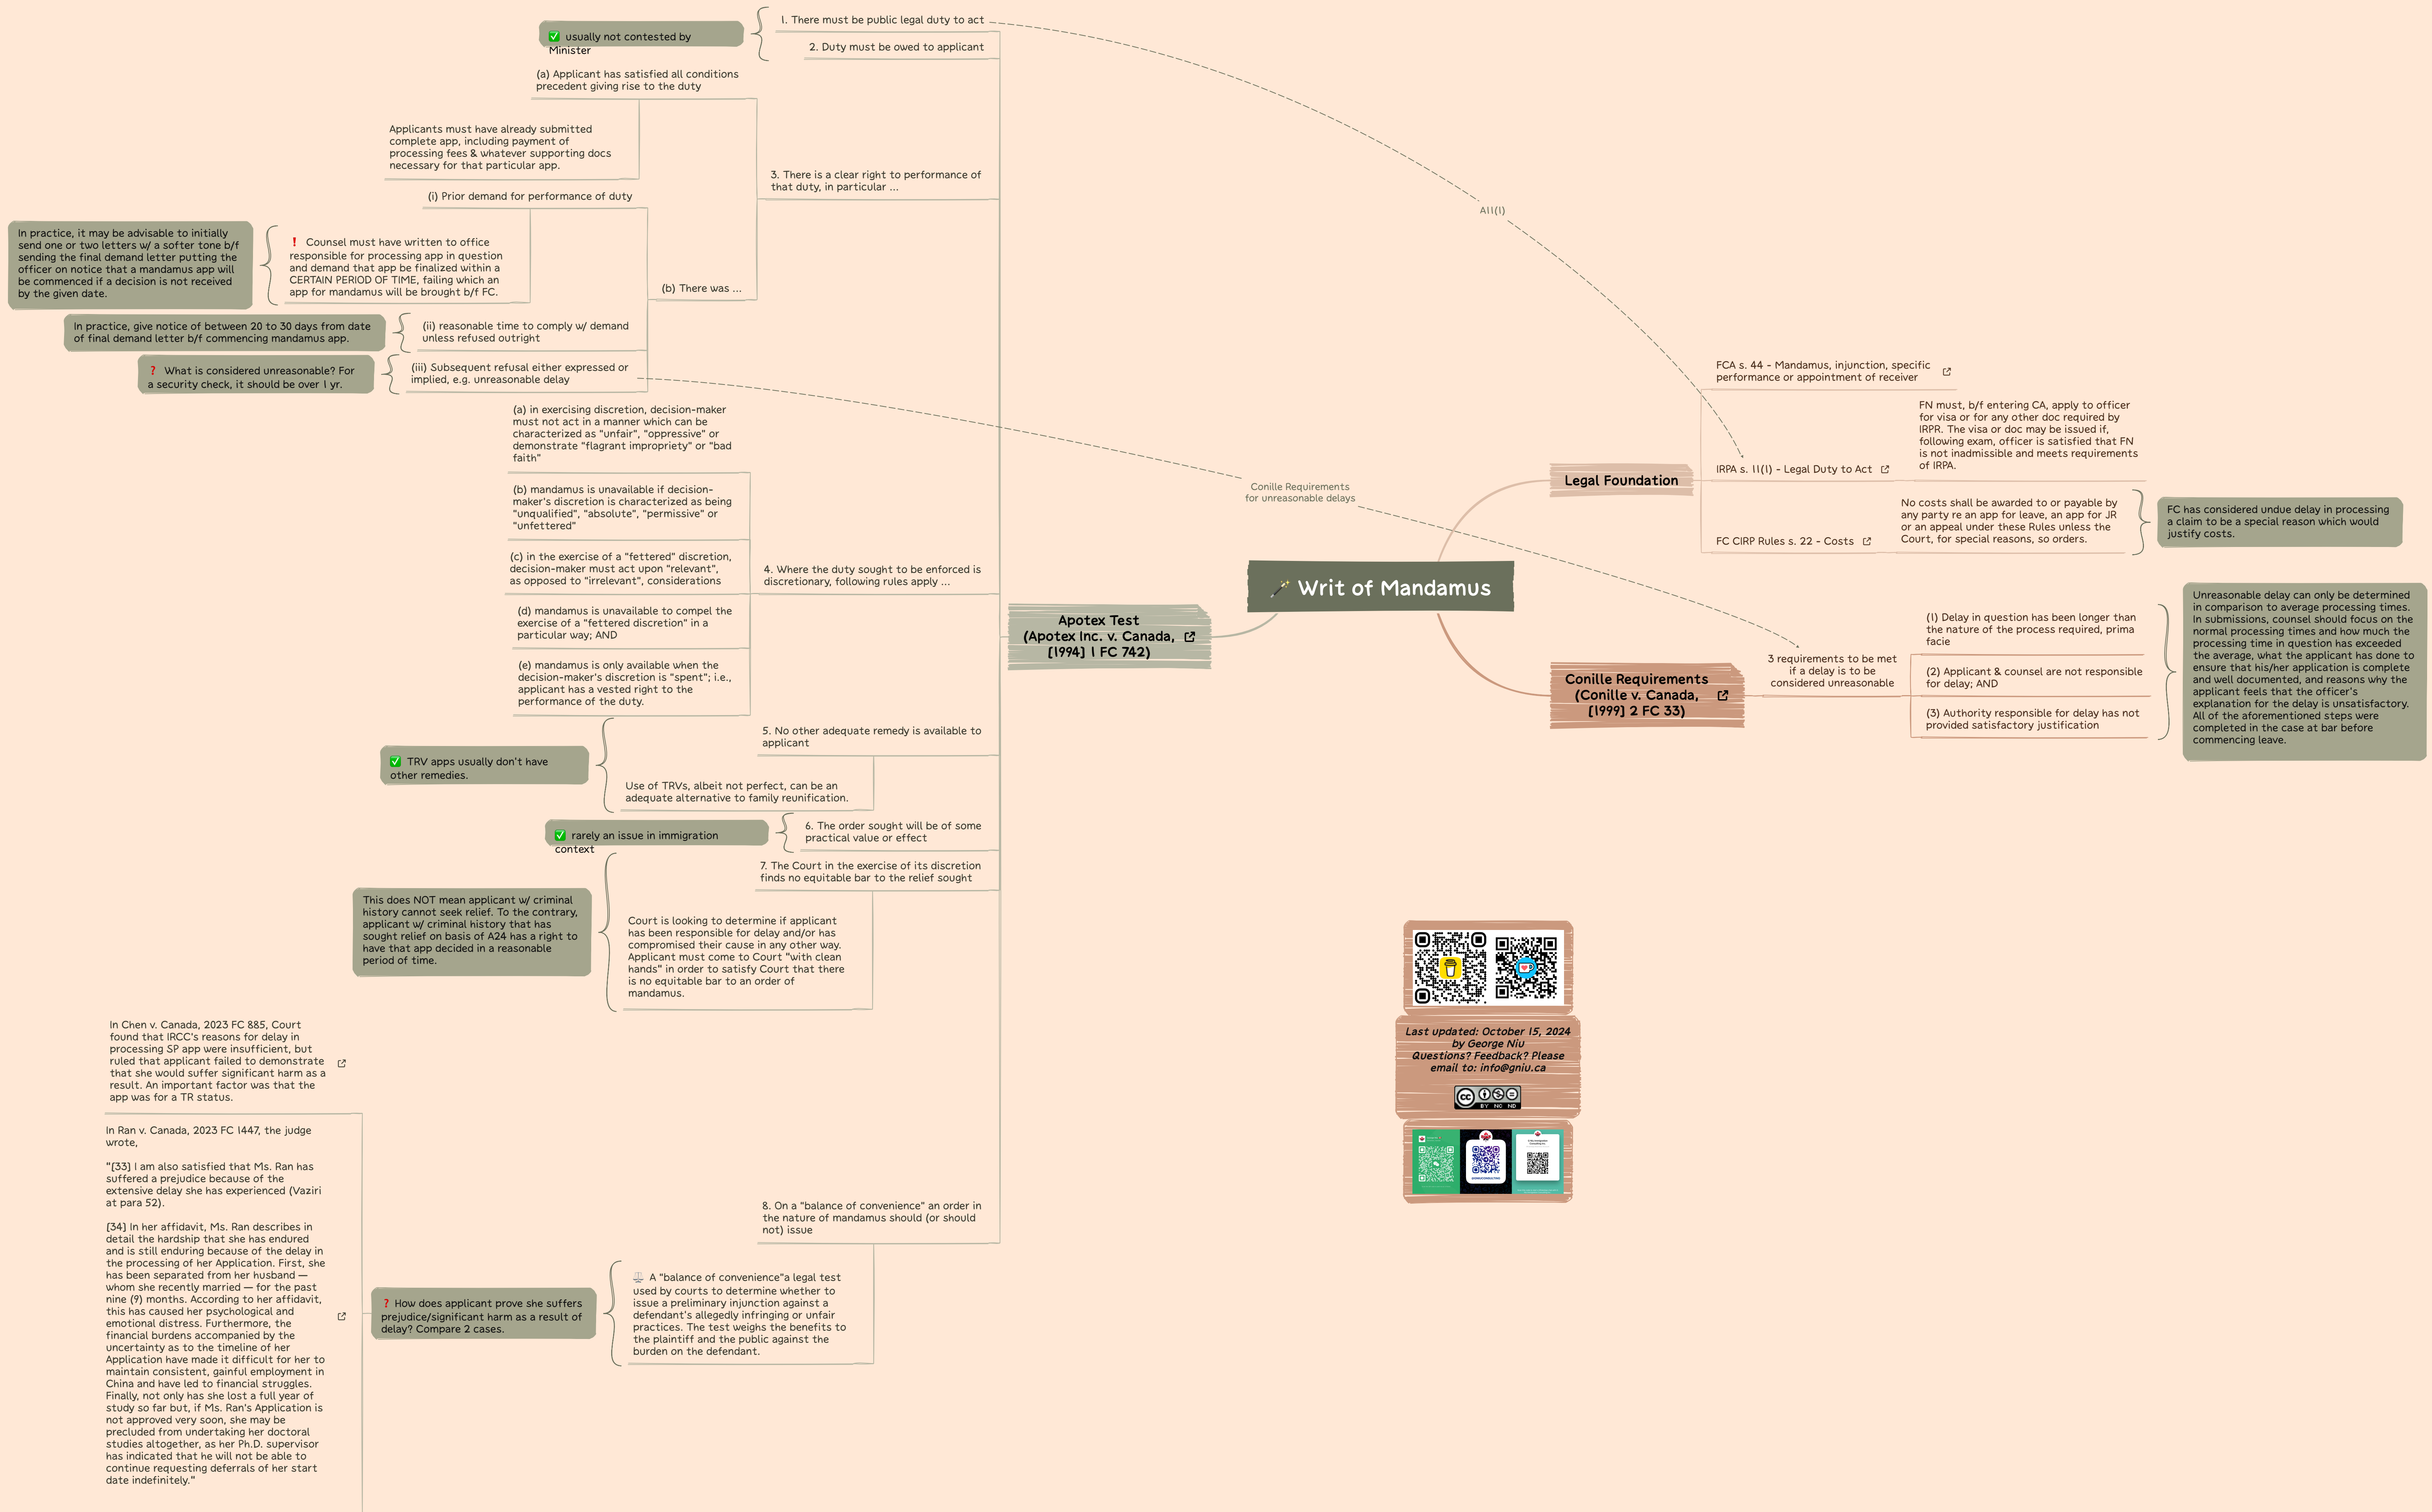 🪄 Writ of Mandamus
Legal Foundation
FCA s. 44 - Mandamus, injunction, specific
performance or appointment of receiver
IRPA s. 11(1) - Legal Duty to Act
FN must, b/f entering CA, apply to officer
for visa or for any other doc required by
IRPR. The visa or doc may be issued if,
following exam, officer is satisfied that FN
is not inadmissible and meets requirements
of IRPA.
FC CIRP Rules s. 22 - Costs
No costs shall be awarded to or payable by
any party re an app for leave, an app for JR
or an appeal under these Rules unless the
Court, for special reasons, so orders.
FC has considered undue delay in processing
a claim to be a special reason which would
justify costs.
Conille Requirements
(Conille v. Canada,
[1999] 2 FC 33)
3 requirements to be met
if a delay is to be
considered unreasonable
(1) Delay in question has been longer than
the nature of the process required, prima
facie
(2) Applicant & counsel are not responsible
for delay; AND
(3) Authority responsible for delay has not
provided satisfactory justification
Unreasonable delay can only be determined
in comparison to average processing times.
In submissions, counsel should focus on the
normal processing times and how much the
processing time in question has exceeded
the average, what the applicant has done to
ensure that his/her application is complete
and well documented, and reasons why the
applicant feels that the officer's
explanation for the delay is unsatisfactory.
All of the aforementioned steps were
completed in the case at bar before
commencing leave.
Apotex Test
(Apotex Inc. v. Canada,
[1994] 1 FC 742)
1. There must be public legal duty to act
2. Duty must be owed to applicant
✅ usually not contested by
Minister
3. There is a clear right to performance of
that duty, in particular ...
(a) Applicant has satisfied all conditions
precedent giving rise to the duty
Applicants must have already submitted
complete app, including payment of
processing fees & whatever supporting docs
necessary for that particular app.
(b) There was ...
(i) Prior demand for performance of duty
❗ Counsel must have written to office
responsible for processing app in question
and demand that app be finalized within a
CERTAIN PERIOD OF TIME, failing which an
app for mandamus will be brought b/f FC.
In practice, it may be advisable to initially
send one or two letters w/ a softer tone b/f
sending the final demand letter putting the
officer on notice that a mandamus app will
be commenced if a decision is not received
by the given date.
(ii) reasonable time to comply w/ demand
unless refused outright
In practice, give notice of between 20 to 30 days from date
of final demand letter b/f commencing mandamus app.
(iii) Subsequent refusal either expressed or
implied, e.g. unreasonable delay
❓ What is considered unreasonable? For
a security check, it should be over 1 yr.
4. Where the duty sought to be enforced is
discretionary, following rules apply ...
(a) in exercising discretion, decision-maker
must not act in a manner which can be
characterized as "unfair", "oppressive" or
demonstrate "flagrant impropriety" or "bad
faith"
(b) mandamus is unavailable if decision-
maker's discretion is characterized as being
"unqualified", "absolute", "permissive" or
"unfettered"
(c) in the exercise of a "fettered" discretion,
decision-maker must act upon "relevant",
as opposed to "irrelevant", considerations
(d) mandamus is unavailable to compel the
exercise of a "fettered discretion" in a
particular way; AND
(e) mandamus is only available when the
decision-maker's discretion is "spent"; i.e.,
applicant has a vested right to the
performance of the duty.
5. No other adequate remedy is available to
applicant
Use of TRVs, albeit not perfect, can be an
adequate alternative to family reunification.
✅ TRV apps usually don't have
other remedies.
6. The order sought will be of some
practical value or effect
✅ rarely an issue in immigration
context
7. The Court in the exercise of its discretion
finds no equitable bar to the relief sought
Court is looking to determine if applicant
has been responsible for delay and/or has
compromised their cause in any other way.
Applicant must come to Court "with clean
hands" in order to satisfy Court that there
is no equitable bar to an order of
mandamus.
This does NOT mean applicant w/ criminal
history cannot seek relief. To the contrary,
applicant w/ criminal history that has
sought relief on basis of A24 has a right to
have that app decided in a reasonable
period of time.
8. On a "balance of convenience" an order in
the nature of mandamus should (or should
not) issue
⚖️ A "balance of convenience"a legal test
used by courts to determine whether to
issue a preliminary injunction against a
defendant's allegedly infringing or unfair
practices. The test weighs the benefits to
the plaintiff and the public against the
burden on the defendant.
❓ How does applicant prove she suffers
prejudice/significant harm as a result of
delay? Compare 2 cases.
In Chen v. Canada, 2023 FC 885, Court
found that IRCC's reasons for delay in
processing SP app were insufficient, but
ruled that applicant failed to demonstrate
that she would suffer significant harm as a
result. An important factor was that the
app was for a TR status.
In Ran v. Canada, 2023 FC 1447, the judge
wrote,
"[33] I am also satisfied that Ms. Ran has
suffered a prejudice because of the
extensive delay she has experienced (Vaziri
at para 52).
[34] In her affidavit, Ms. Ran describes in
detail the hardship that she has endured
and is still enduring because of the delay in
the processing of her Application. First, she
has been separated from her husband —
whom she recently married — for the past
nine (9) months. According to her affidavit,
this has caused her psychological and
emotional distress. Furthermore, the
financial burdens accompanied by the
uncertainty as to the timeline of her
Application have made it difficult for her to
maintain consistent, gainful employment in
China and have led to financial struggles.
Finally, not only has she lost a full year of
study so far but, if Ms. Ran's Application is
not approved very soon, she may be
precluded from undertaking her doctoral
studies altogether, as her Ph.D. supervisor
has indicated that he will not be able to
continue requesting deferrals of her start
date indefinitely."
A11(1)
Conille Requirements
for unreasonable delays
Last updated: October 15, 2024
by George Niu
Questions? Feedback? Please
email to: info@gniu.ca
CC
BY NC ND